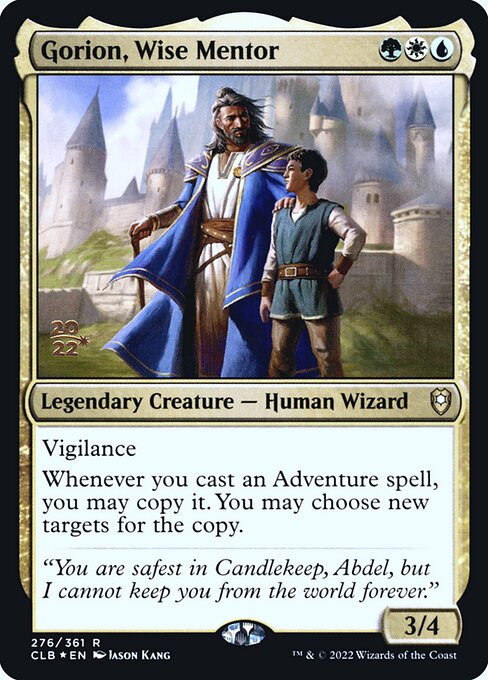 Gorion, Wise Mentor
20
22
Legendary Creature — Human Wizard
Vigilance
Whenever you cast an Adventure spell,
you may copy it. You may choose new
targets for the copy.
“You are safest in Candlekeep, Abdel, but
I cannot keep you from the world forever.”
3/4
276/361 R
CLB ★ EN Jason Kang
™ & © 2022 Wizards of the Coast